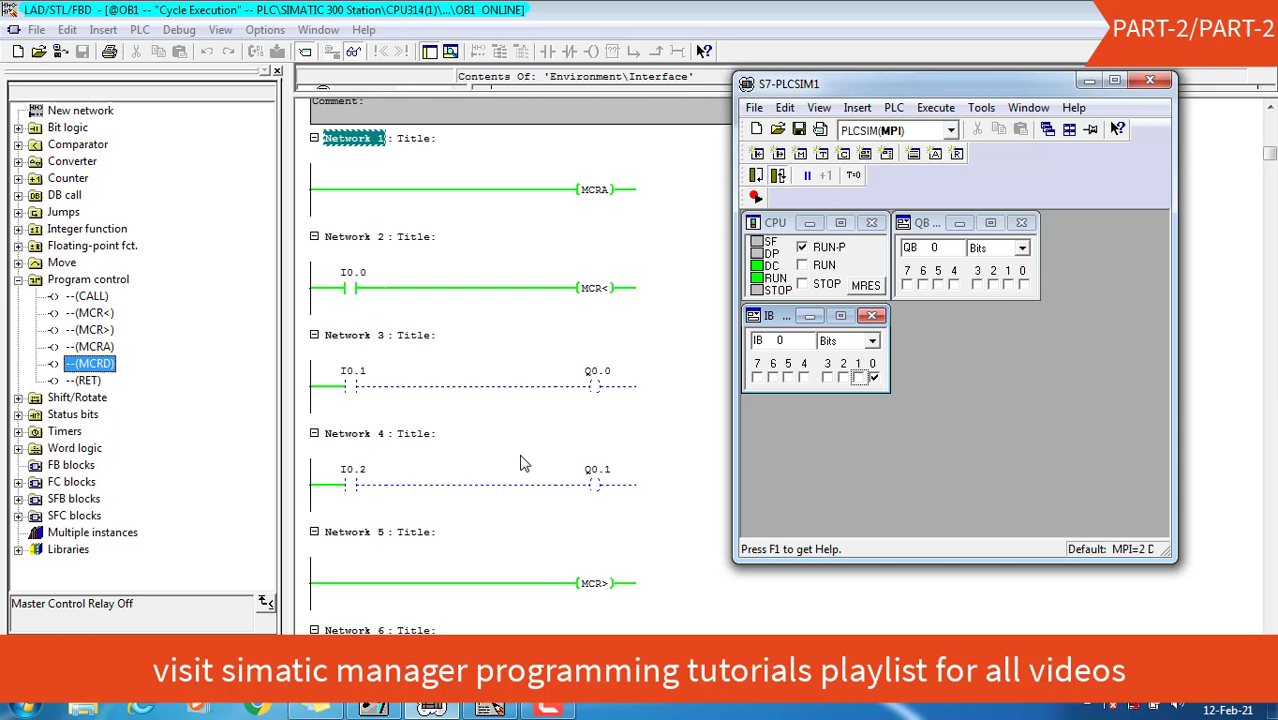 LAD/STL/FBD - [@OB1 -- "Cycle Execution" -- PLC\SIMATIC 300 Station\CPU314(1)\...\OB1 ONLINE]
PART-2/PART-2
File Edit Insert PLC Debug View Options Window Help
Contents Of: 'Environment\Interface'
New network
Bit logic
Comparator
Converter
Counter
DB call
Jumps
Integer function
Floating-point fct.
Move
Program control
--(CALL)
--(MCR<)
--(MCR>)
--(MCRA)
--(MCRD)
--(RET)
Shift/Rotate
Status bits
Timers
Word logic
FB blocks
FC blocks
SFB blocks
SFC blocks
Multiple instances
Libraries
Master Control Relay Off
Comment:
Network 1: Title:
MCRA
Network 2: Title:
I0.0
MCR<
Network 3: Title:
I0.1 Q0.0
Network 4: Title:
I0.2 Q0.1
Network 5: Title:
MCR>
Network 6: Title:
S7-PLCSIM1
File Edit View Insert PLC Execute Tools Window Help
PLCSIM(MPI)
+1 T=0
CPU
SF
DP
DC
RUN
STOP
RUN-P
RUN
STOP
MRES
QB ...
QB 0 Bits
7 6 5 4 3 2 1 0
IB ...
IB 0 Bits
7 6 5 4 3 2 1 0
Press F1 to get Help.
Default: MPI=2 D
visit simatic manager programming tutorials playlist for all videos
12-Feb-21